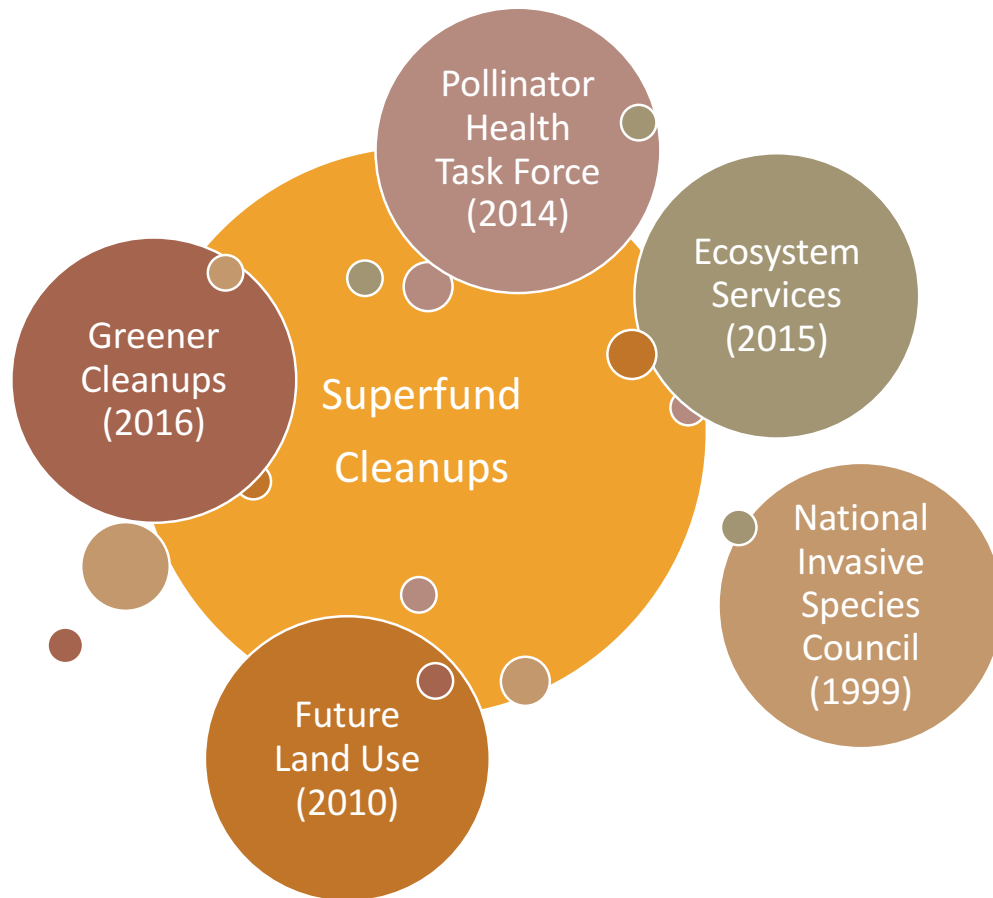 Pollinator
Health
Task Force
(2014)
Ecosystem
Services
(2015)
Greener
Cleanups
(2016)
Superfund
Cleanups
National
Invasive
Species
Council
(1999)
Future
Land Use
(2010)